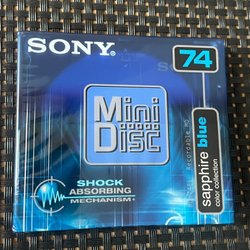 SONY
74
Mini
Disc
SHOCK
ABSORBING
MECHANISM
sapphire blue
color collection